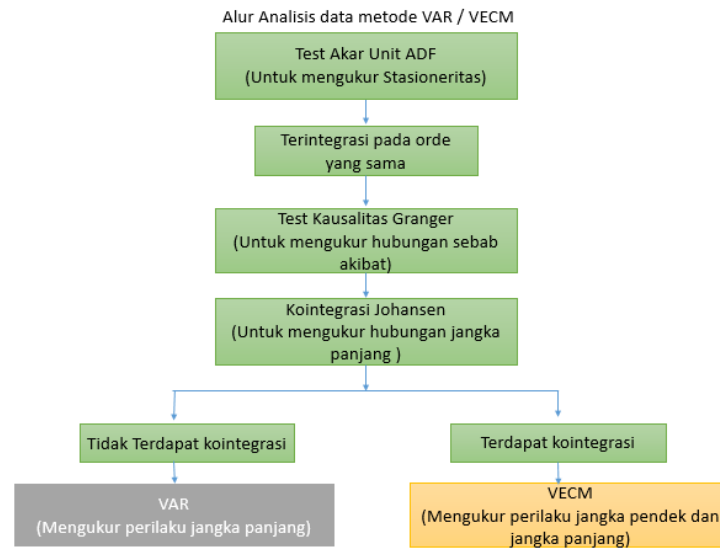 Alur Analisis data metode VAR / VECM
Test Akar Unit ADF
(Untuk mengukur Stasioneritas)
Terintegrasi pada orde
yang sama
Test Kausalitas Granger
(Untuk mengukur hubungan sebab
akibat)
Kointegrasi Johansen
(Untuk mengukur hubungan jangka
panjang )
Tidak Terdapat kointegrasi
Terdapat kointegrasi
VAR
(Mengukur perilaku jangka panjang)
VECM
(Mengukur perilaku jangka pendek dan
jangka panjang)